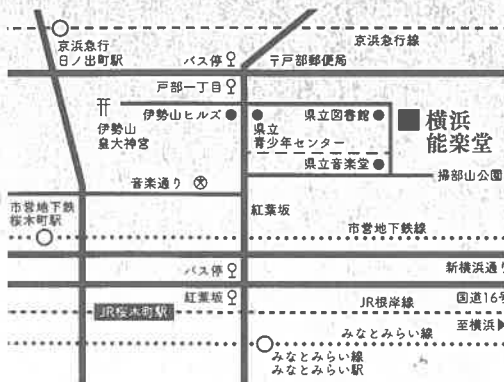 京浜急行線
京浜急行
日ノ出町駅
バス停
〒戸部郵便局
戸部一丁目
伊勢山ヒルズ
県立図書館
横浜
能楽堂
伊勢山
皇大神宮
県立
青少年センター
県立音楽堂
掃部山公園
音楽通り
文
市営地下鉄
桜木町駅
紅葉坂
市営地下鉄線
新横浜通り
バス停
紅葉坂
国道16号
JR桜木町駅
JR根岸線
至横浜▶
みなとみらい線
みなとみらい線
みなとみらい駅